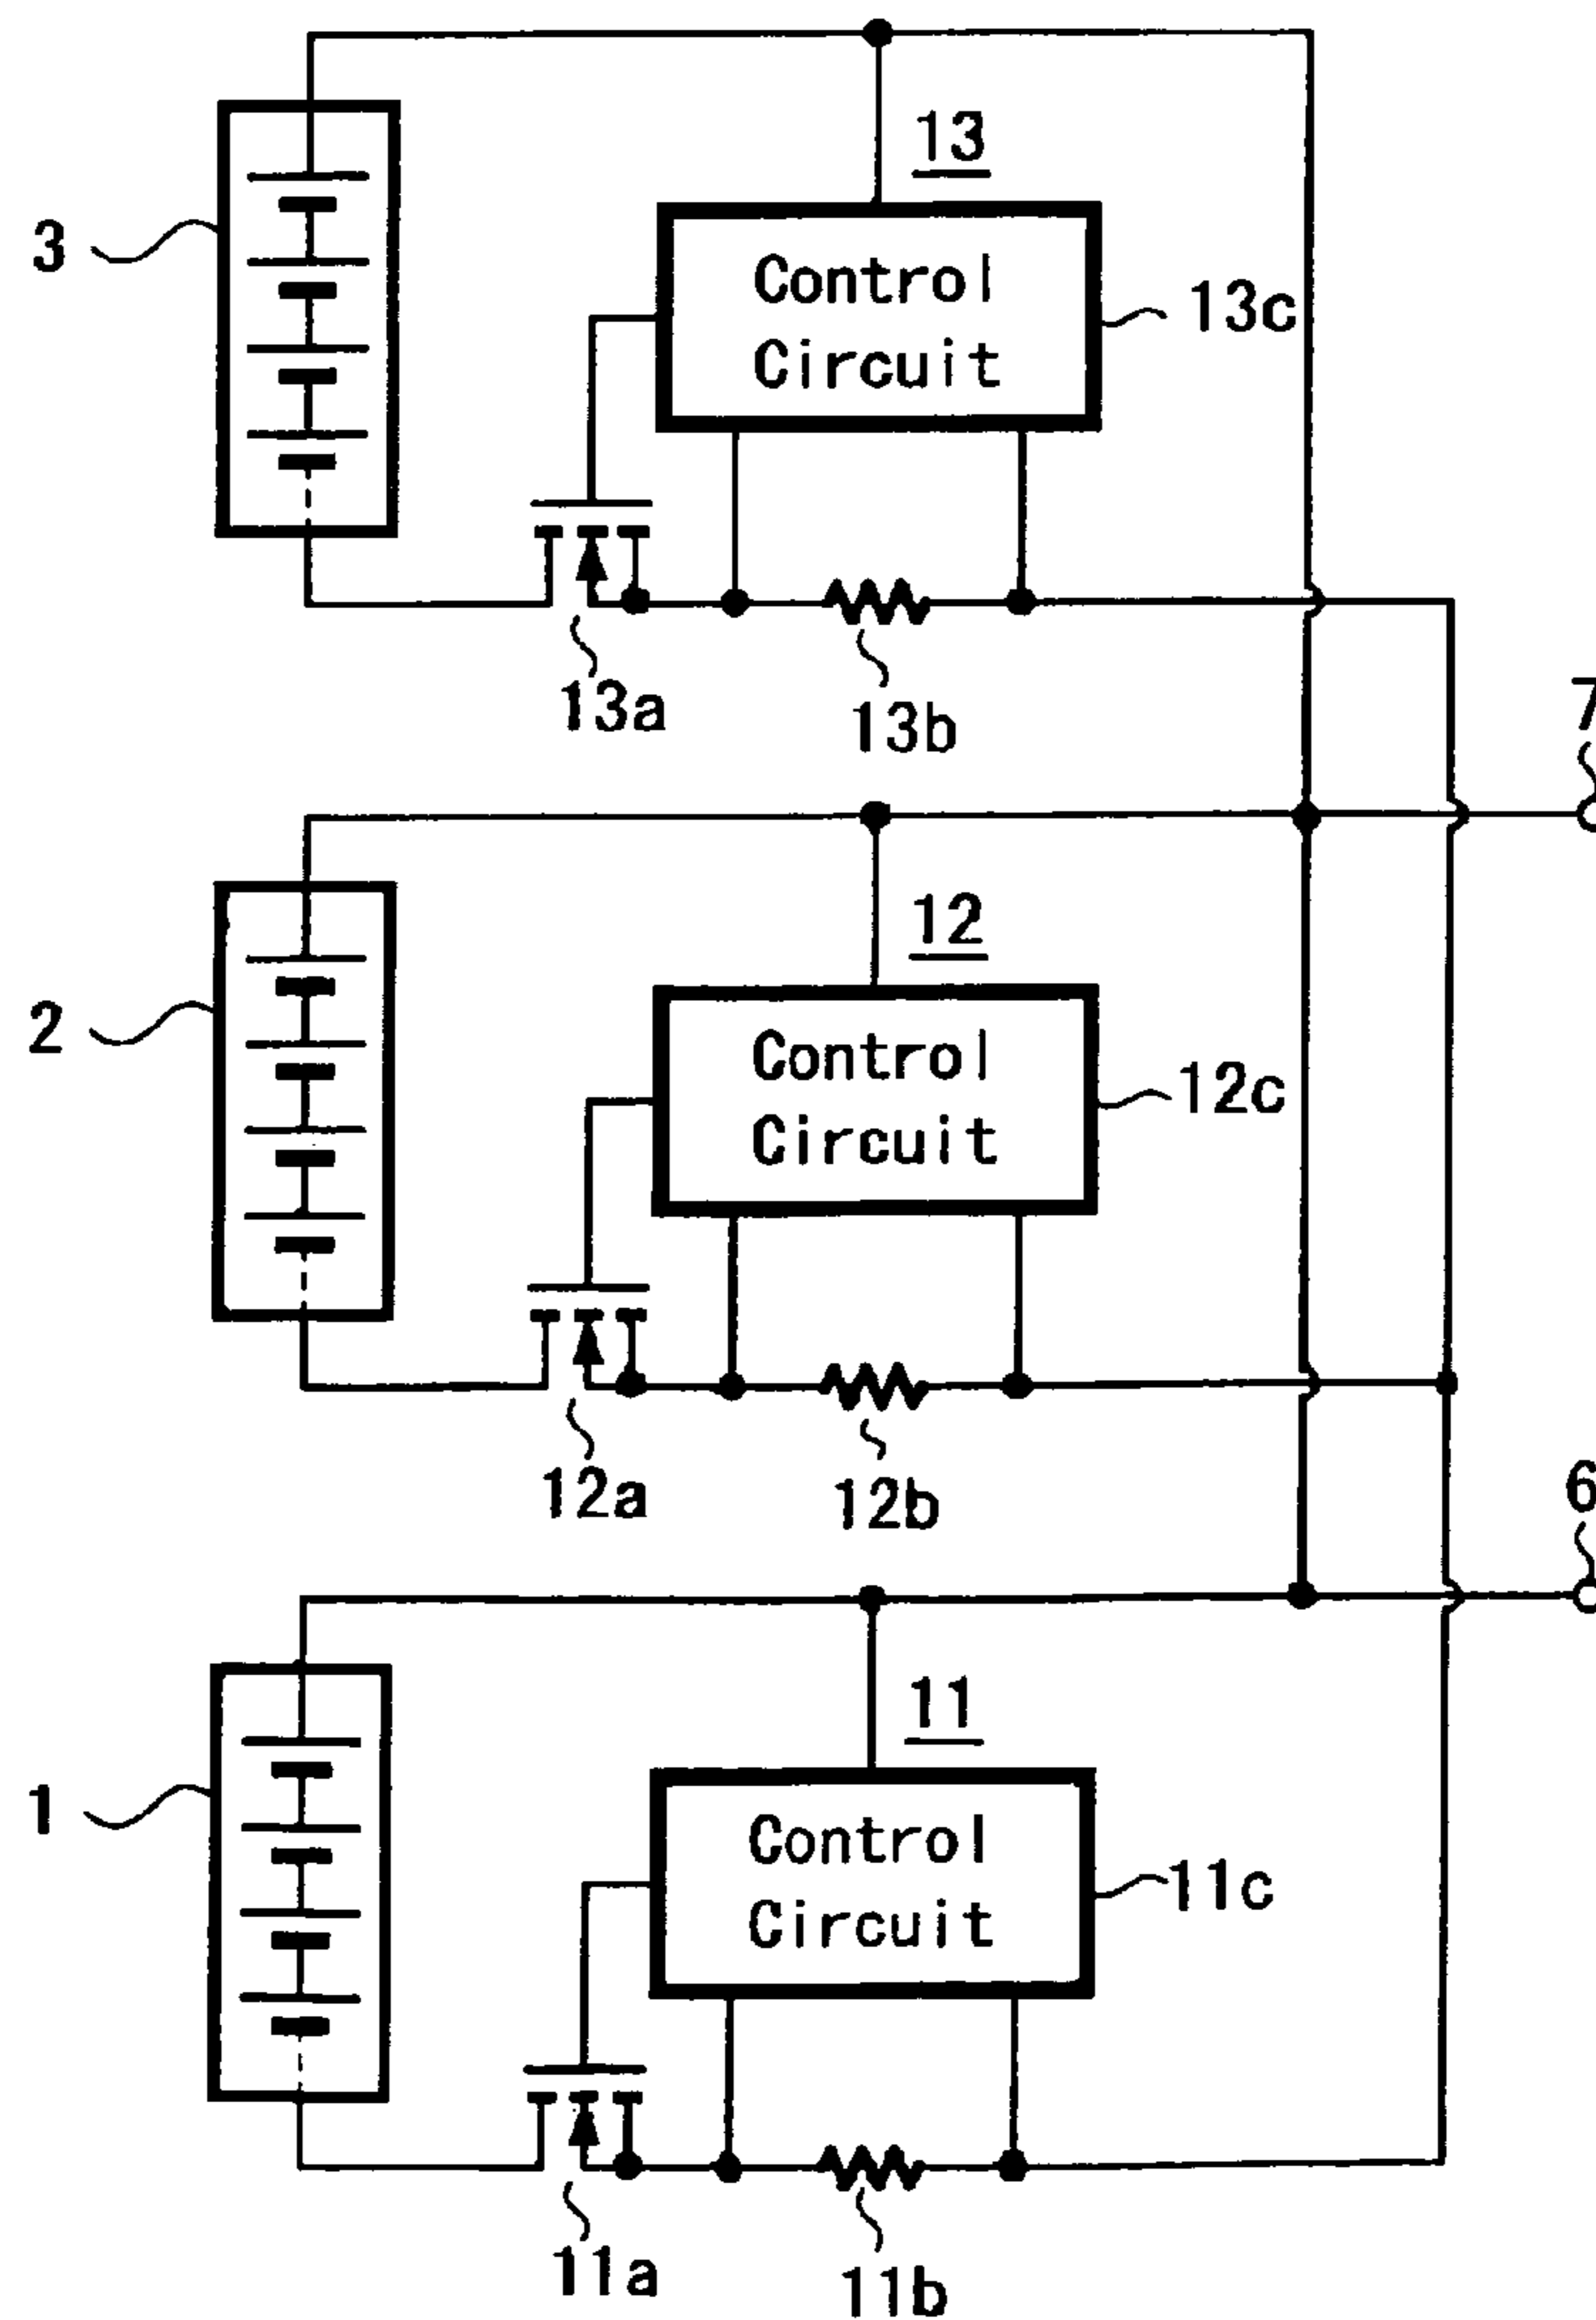 13
3
Control
Circuit
13c
13a
13b
7
12
2
Control
Circuit
12c
12a
12b
6
11
1
Control
Circuit
11c
11a
11b